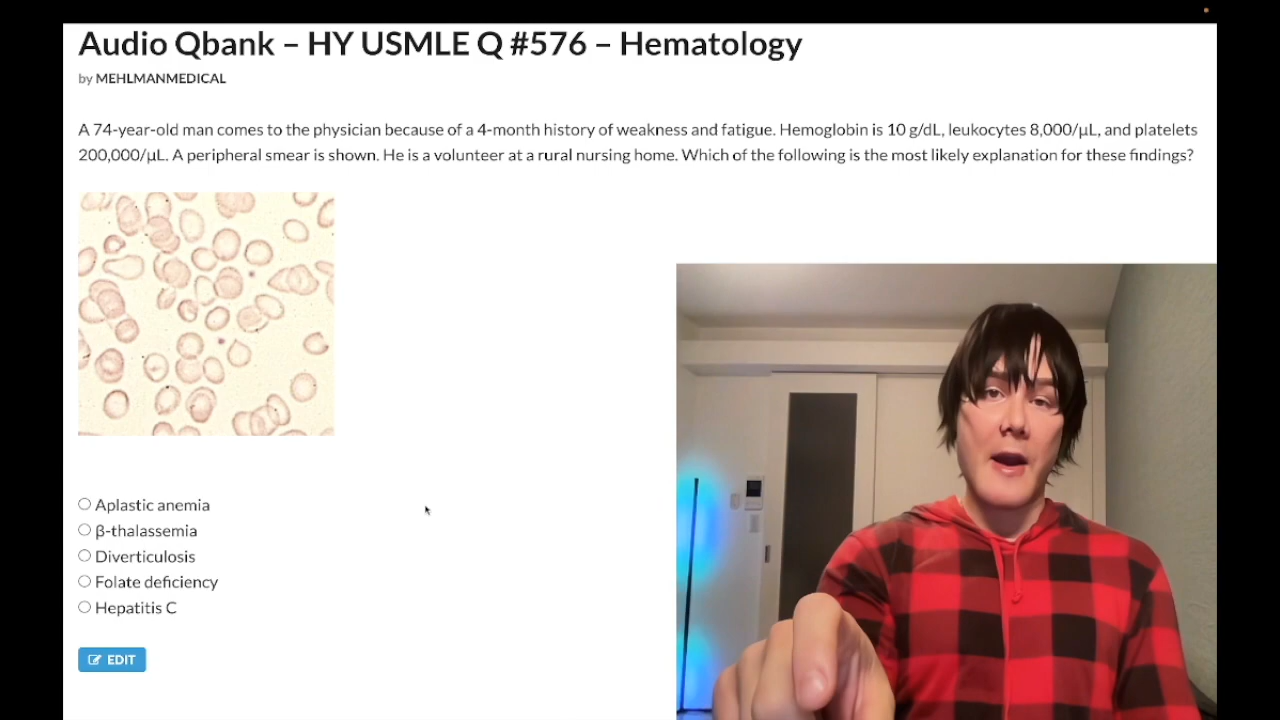 Audio Qbank – HY USMLE Q #576 – Hematology
by MEHLMANMEDICAL
A 74-year-old man comes to the physician because of a 4-month history of weakness and fatigue. Hemoglobin is 10 g/dL, leukocytes 8,000/μL, and platelets
200,000/μL. A peripheral smear is shown. He is a volunteer at a rural nursing home. Which of the following is the most likely explanation for these findings?
Aplastic anemia
β-thalassemia
Diverticulosis
Folate deficiency
Hepatitis C
EDIT